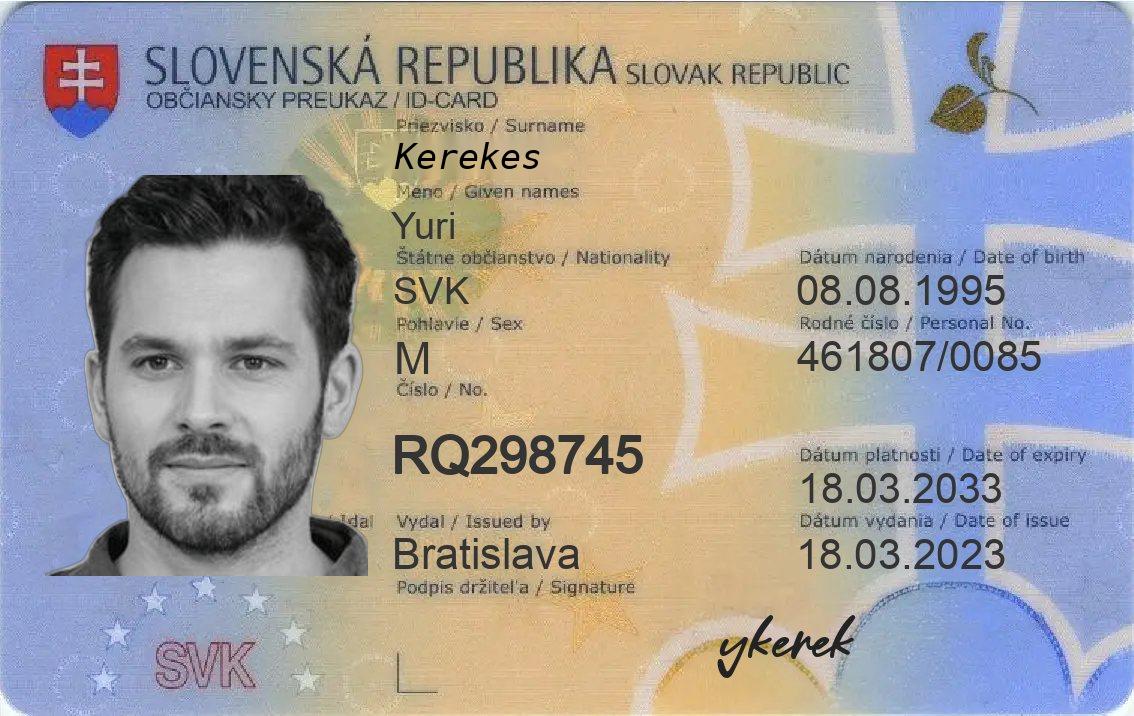 SLOVENSKÁ REPUBLIKA SLOVAK REPUBLIC
OBČIANSKY PREUKAZ / ID-CARD
Priezvisko / Surname
Kerekes
Meno / Given names
Yuri
Štátne občianstvo / Nationality
SVK
Dátum narodenia / Date of birth
08.08.1995
Pohlavie / Sex
M
Rodné číslo / Personal No.
461807/0085
Číslo / No.
RQ298745
Dátum platnosti / Date of expiry
18.03.2033
/ Idal
Vydal / Issued by
Bratislava
Dátum vydania / Date of issue
18.03.2023
Podpis držiteľa / Signature
ykerek
SVK